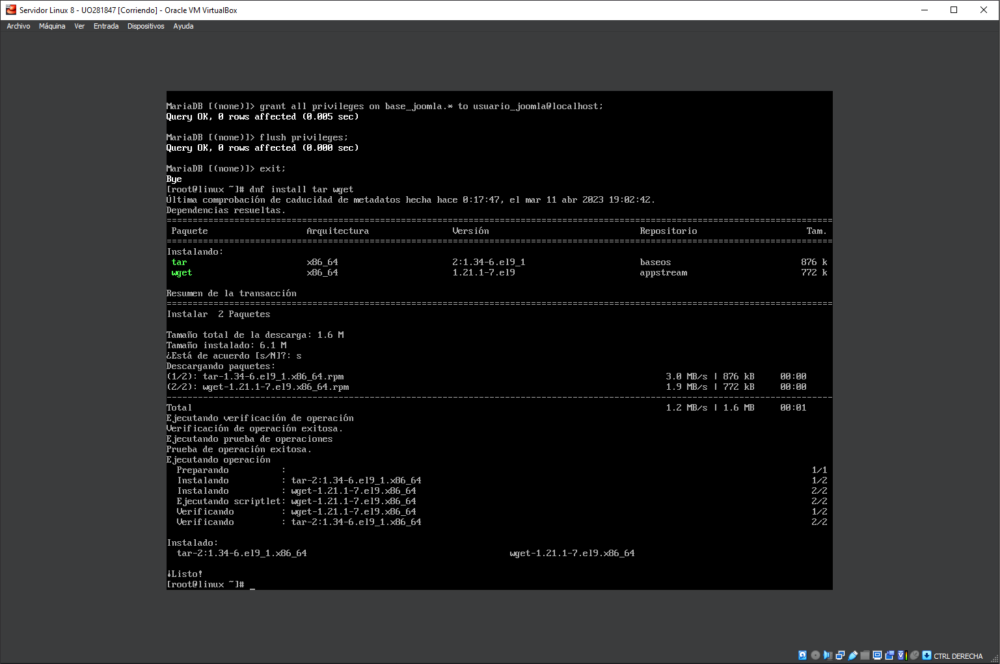 Servidor Linux 8 - UO281847 [Corriendo] - Oracle VM VirtualBox
Archivo Máquina Ver Entrada Dispositivos Ayuda
MariaDB [(none)]> grant all privileges on base_joomla.* to usuario_joomla@localhost;
Query OK, 0 rows affected (0.005 sec)
MariaDB [(none)]> flush privileges;
Query OK, 0 rows affected (0.000 sec)
MariaDB [(none)]> exit;
Bye
[root@linux ~]# dnf install tar wget
Última comprobación de caducidad de metadatos hecha hace 0:17:47, el mar 11 abr 2023 19:02:42.
Dependencias resueltas.
Paquete Arquitectura Versión Repositorio Tam.
Instalando:
tar x86_64 2:1.34-6.el9_1 baseos 876 k
wget x86_64 1.21.1-7.el9 appstream 772 k
Resumen de la transacción
Instalar 2 Paquetes
Tamaño total de la descarga: 1.6 M
Tamaño instalado: 6.1 M
¿Está de acuerdo [s/N]?: s
Descargando paquetes:
(1/2): tar-1.34-6.el9_1.x86_64.rpm 3.0 MB/s | 876 kB 00:00
(2/2): wget-1.21.1-7.el9.x86_64.rpm 1.9 MB/s | 772 kB 00:00
Total 1.2 MB/s | 1.6 MB 00:01
Ejecutando verificación de operación
Verificación de operación exitosa.
Ejecutando prueba de operaciones
Prueba de operación exitosa.
Ejecutando operación
Preparando : 1/1
Instalando : tar-2:1.34-6.el9_1.x86_64 1/2
Instalando : wget-1.21.1-7.el9.x86_64 2/2
Ejecutando scriptlet: wget-1.21.1-7.el9.x86_64 2/2
Verificando : wget-1.21.1-7.el9.x86_64 1/2
Verificando : tar-2:1.34-6.el9_1.x86_64 2/2
Instalado:
tar-2:1.34-6.el9_1.x86_64 wget-1.21.1-7.el9.x86_64
¡Listo!
[root@linux ~]# _
CTRL DERECHA